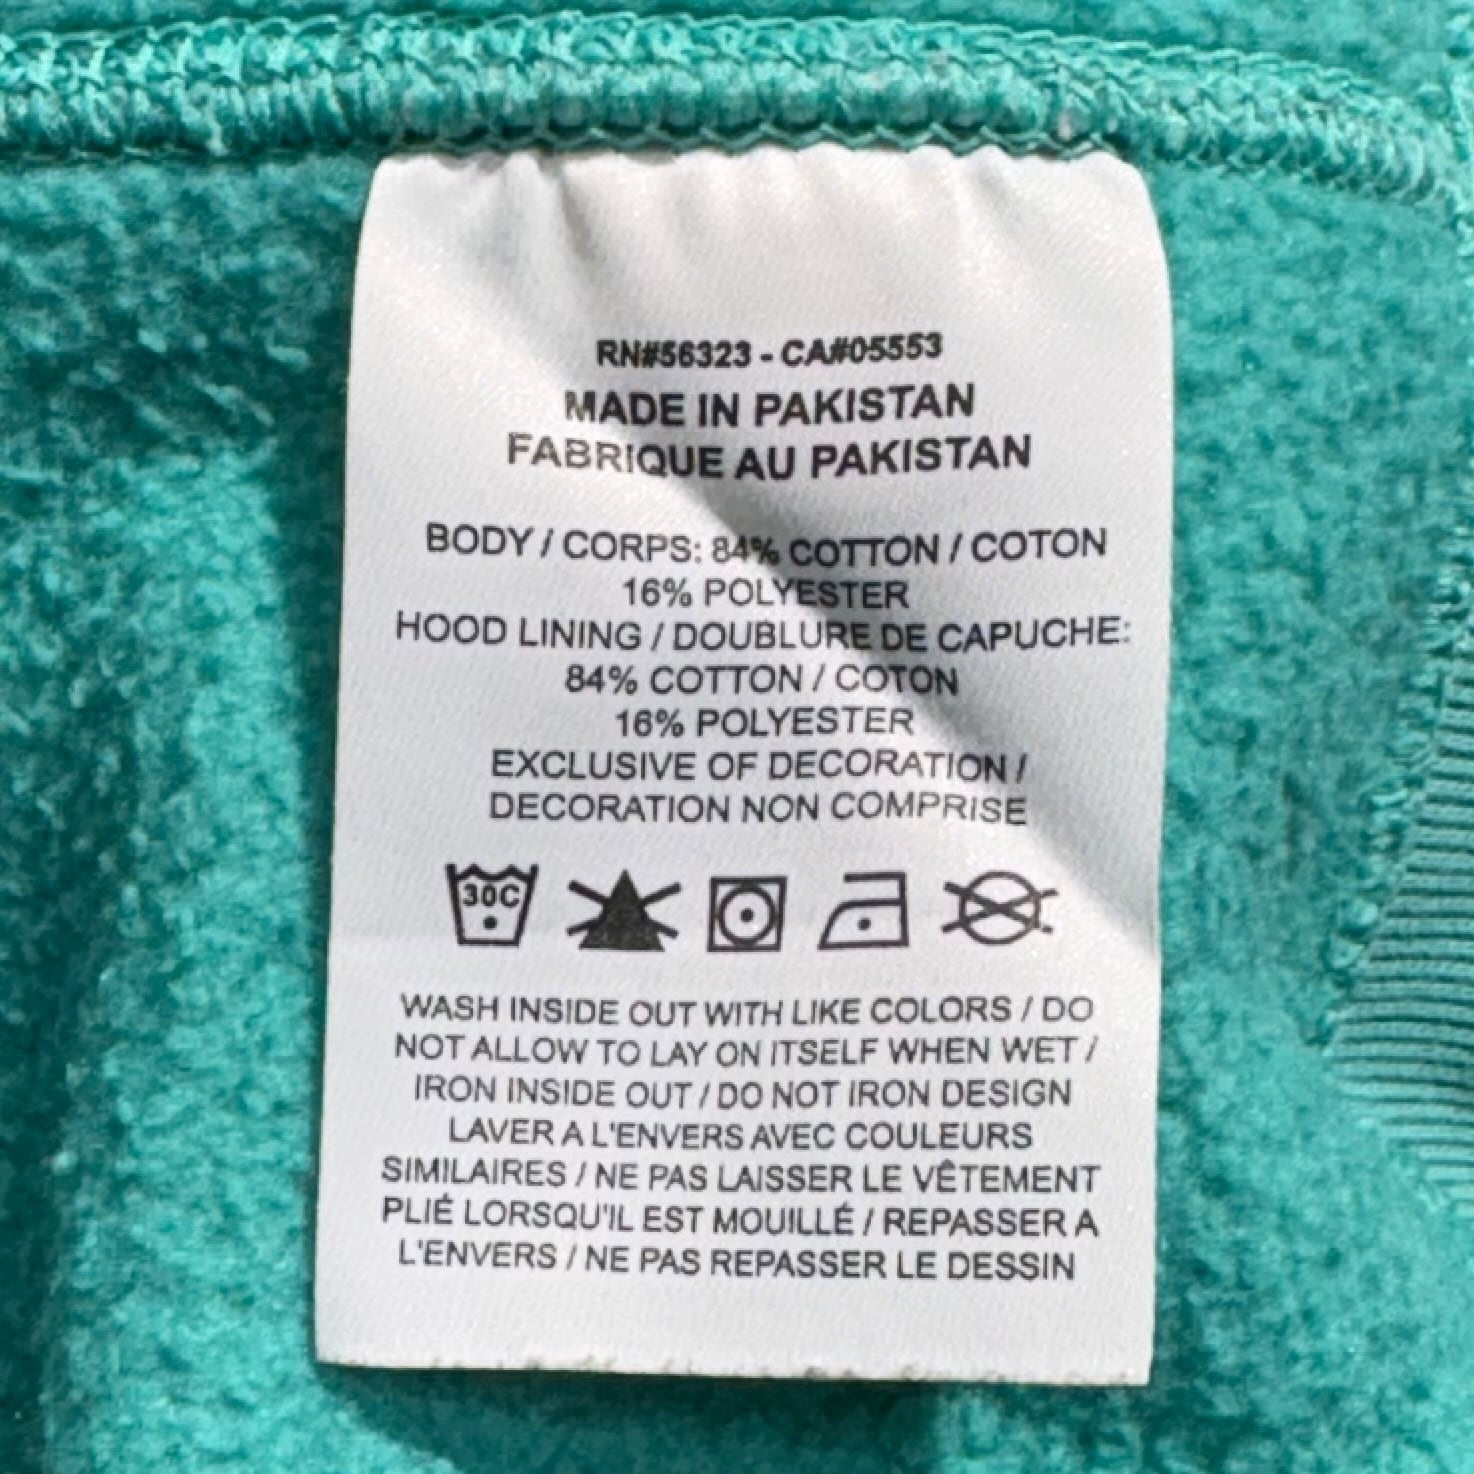 RN#56323 - CA#05553
MADE IN PAKISTAN
FABRIQUE AU PAKISTAN
BODY / CORPS: 84% COTTON / COTON
16% POLYESTER
HOOD LINING / DOUBLURE DE CAPUCHE:
84% COTTON / COTON
16% POLYESTER
EXCLUSIVE OF DECORATION /
DECORATION NON COMPRISE
30C
WASH INSIDE OUT WITH LIKE COLORS / DO
NOT ALLOW TO LAY ON ITSELF WHEN WET /
IRON INSIDE OUT / DO NOT IRON DESIGN
LAVER A L'ENVERS AVEC COULEURS
SIMILAIRES / NE PAS LAISSER LE VÊTEMENT
PLIÉ LORSQU'IL EST MOUILLÉ / REPASSER A
L'ENVERS / NE PAS REPASSER LE DESSIN